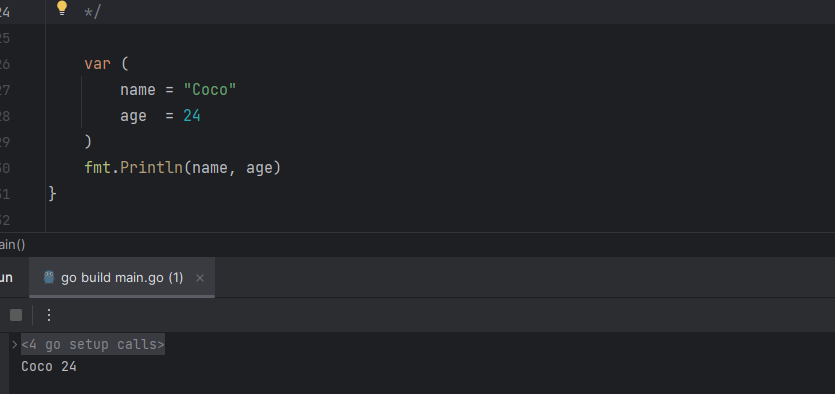 24 */
25
26 var (
27 name = "Coco"
28 age  = 24
29 )
30 fmt.Println(name, age)
31 }
32
ain()
un go build main.go (1) ×
<4 go setup calls>
Coco 24